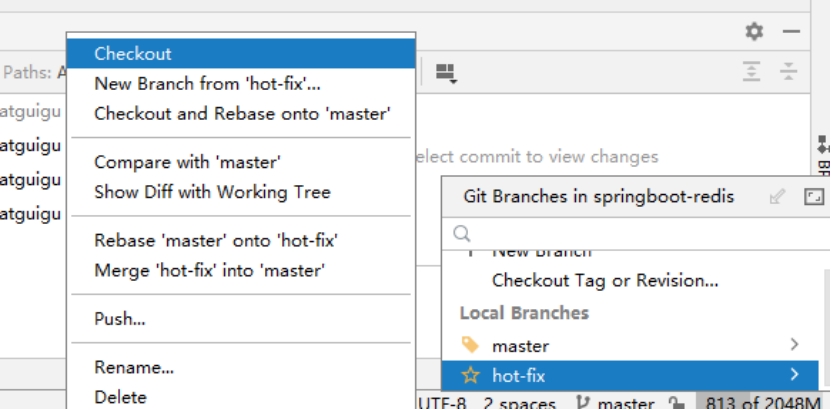 Checkout
Paths: A
New Branch from 'hot-fix'...
Checkout and Rebase onto 'master'
atguigu
atguigu
atguigu
atguigu
Compare with 'master'
Show Diff with Working Tree
Rebase 'master' onto 'hot-fix'
Merge 'hot-fix' into 'master'
Push...
Rename...
Delete
elect commit to view changes
Git Branches in springboot-redis
New Branch
Checkout Tag or Revision...
Local Branches
master
hot-fix
UTF-8 2 spaces master 813 of 2048M